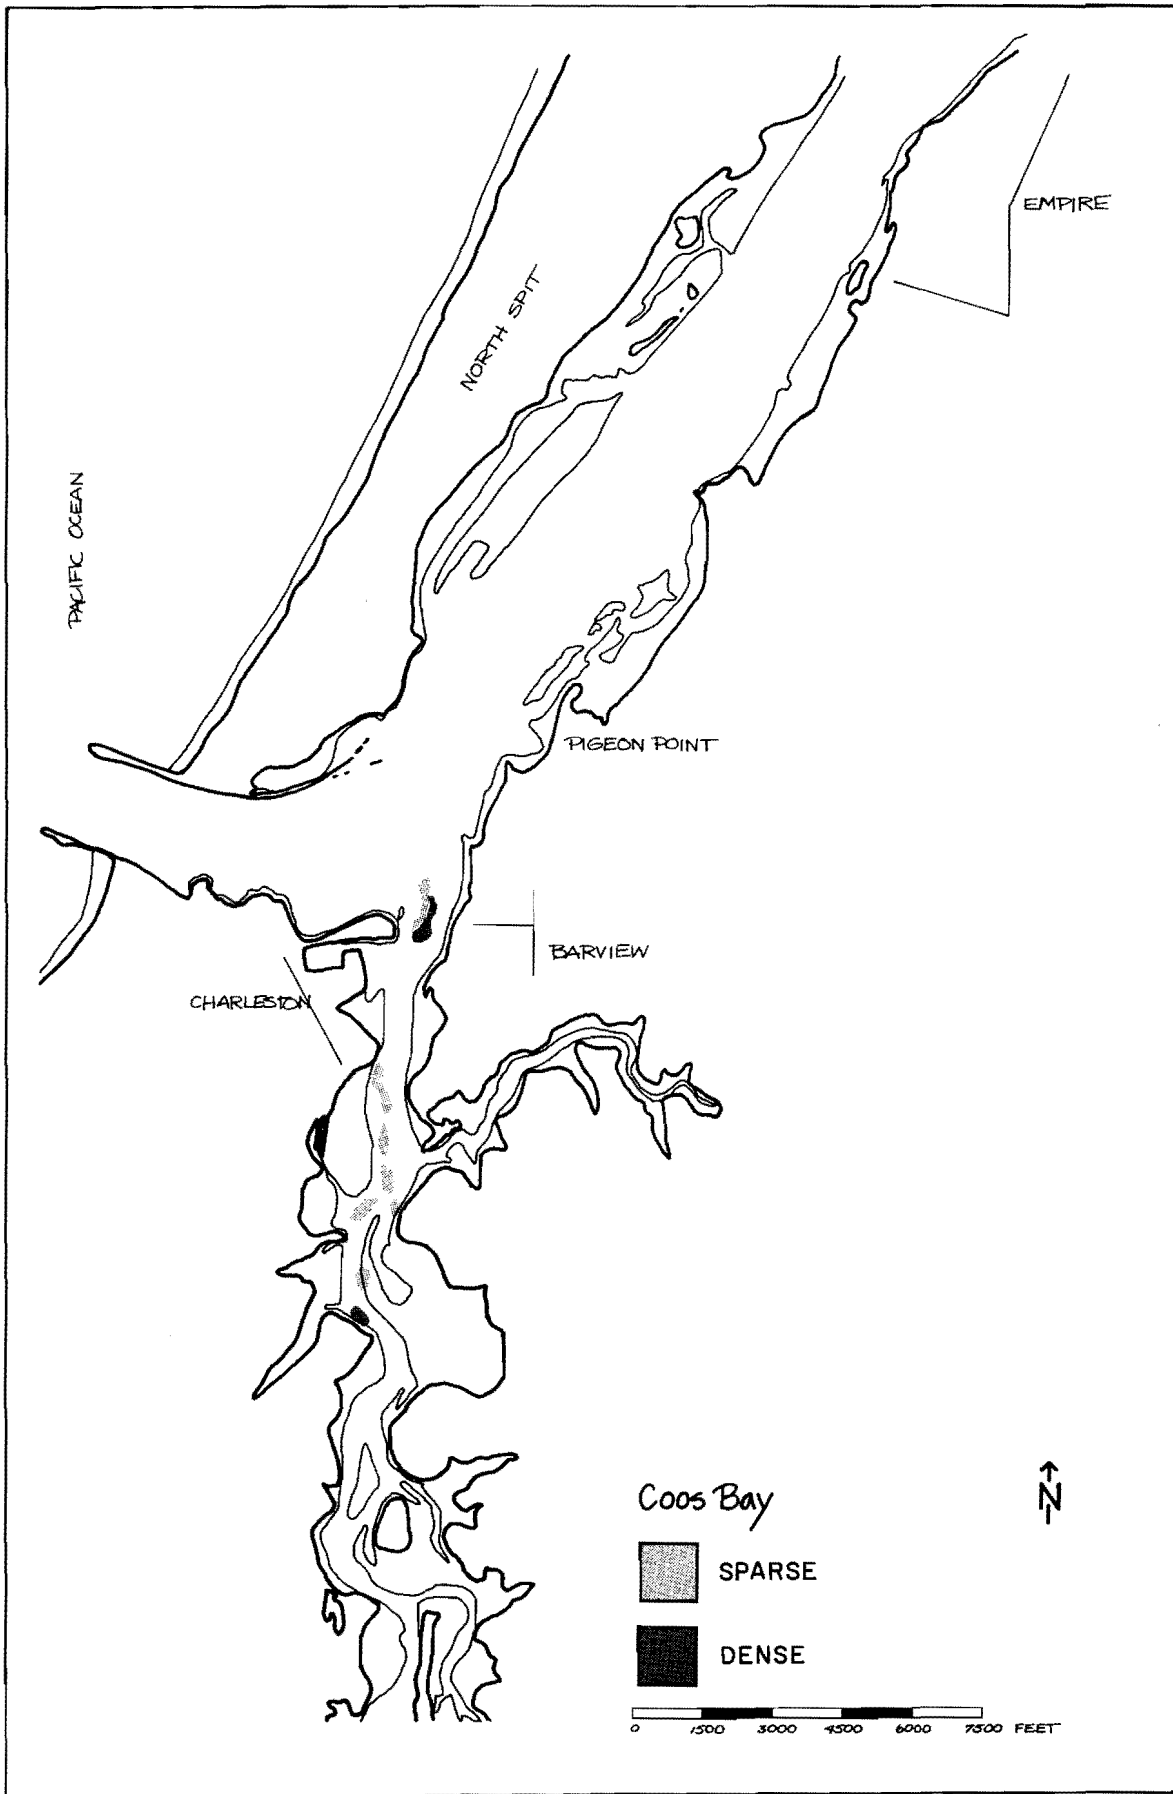 EMPIRE
NORTH SPIT
PACIFIC OCEAN
PIGEON POINT
BARVIEW
CHARLESTON
Coos Bay
N
SPARSE
DENSE
0 1500 3000 4500 6000 7500 FEET